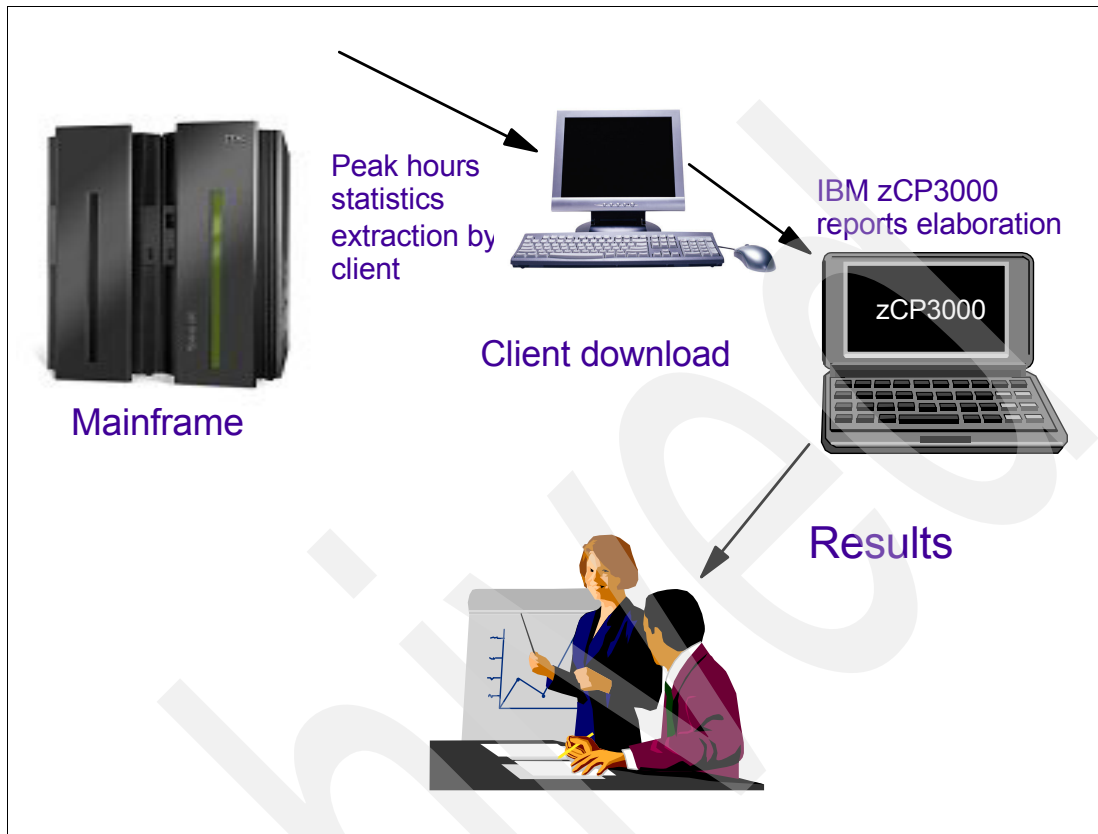 Peak hours
statistics
extraction by
client
IBM zCP3000
reports elaboration
zCP3000
Client download
Mainframe
Results